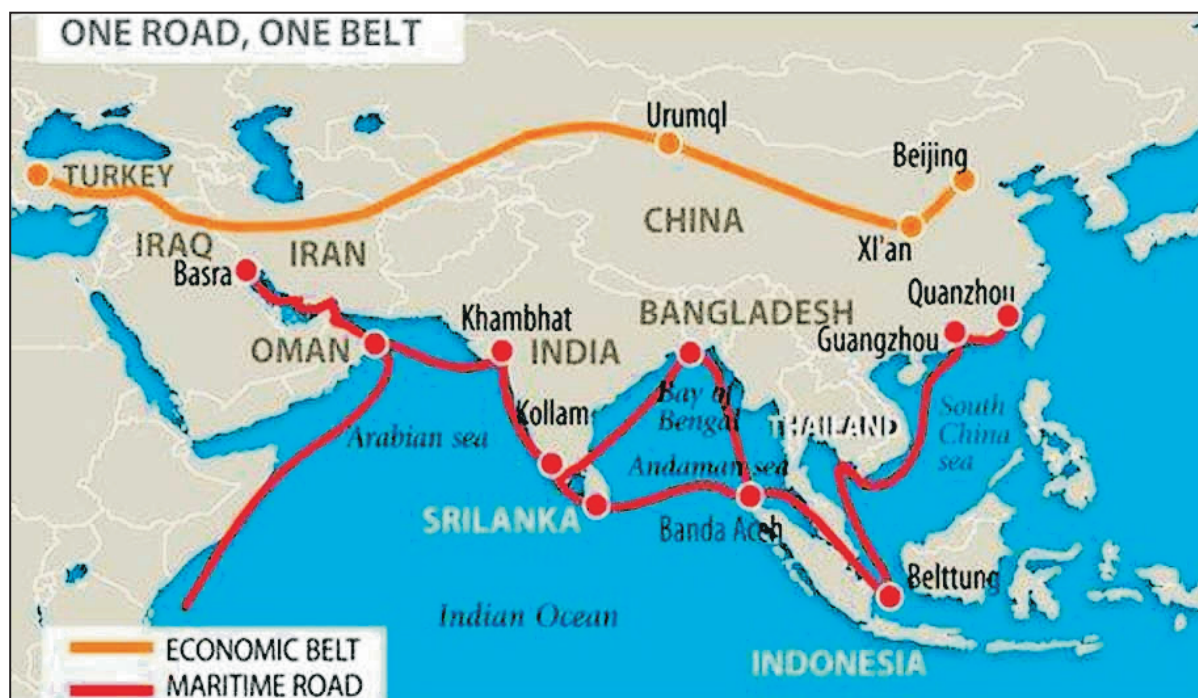 ONE ROAD, ONE BELT
Urumql
Beijing
TURKEY
CHINA
Xl'an
IRAQ
IRAN
Basra
Quanzhou
BANGLADESH
Khambhat
Guangzhou
OMAN
INDIA
Kollam
Bay of
Bengal
South
China
sea
THAILAND
Arabian sea
Andaman sea
SRILANKA
Banda Aceh
Belttung
Indian Ocean
INDONESIA
ECONOMIC BELT
MARITIME ROAD